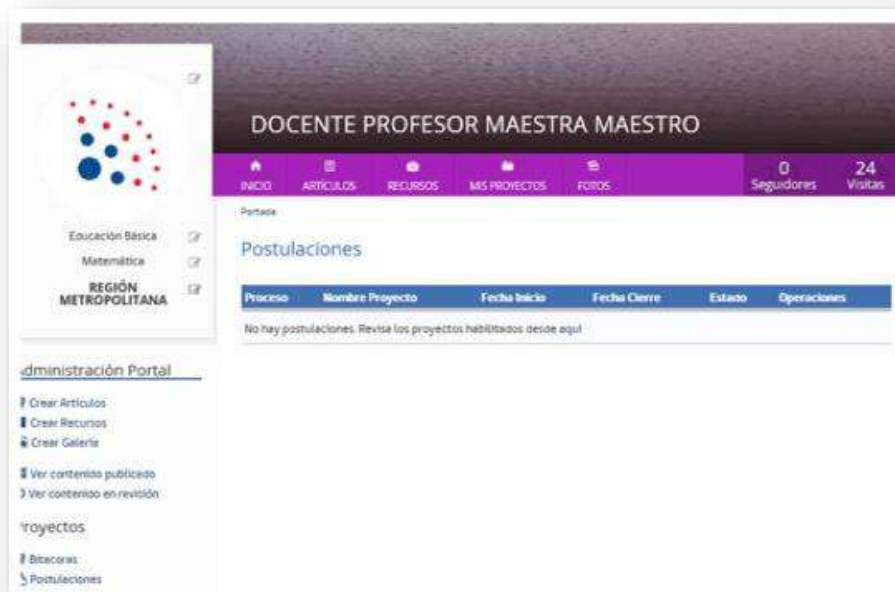 DOCENTE PROFESOR MAESTRA MAESTRO
INICIO ARTÍCULOS RECURSOS MIS PROYECTOS FOTOS
0 Seguidores
24 Visitas
Educación Básica
Matemática
REGIÓN
METROPOLITANA
Portada
Postulaciones
Proceso Nombre Proyecto Fecha Inicio Fecha Cierre Estado Operaciones
No hay postulaciones. Revisa los proyectos habilitados desde aquí
dministración Portal
Crear Artículos
Crear Recursos
Crear Galería
Ver contenido publicado
Ver contenido en revisión
royectos
Bitacoras
Postulaciones